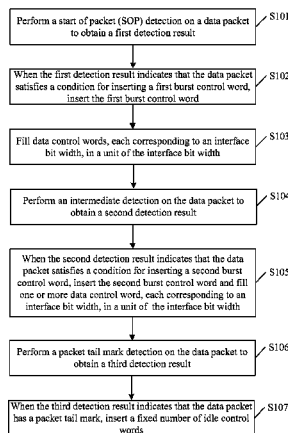 S101
Perform a start of packet (SOP) detection on a data packet to
obtain a first detection result
S102
When the first detection result indicates that the data packet
satisfies a condition for inserting a first burst control word,
insert the first burst control word
S103
Fill data control words, each corresponding to an interface
bit width, in a unit of the interface bit width
S104
Perform an intermediate detection on the data packet to
obtain a second detection result
S105
When the second detection result indicates that the data
packet satisfies a condition for inserting a second burst
control word, insert the second burst control word and fill
one or more data control word, each corresponding to an
interface bit width, in a unit of the interface bit width
S106
Perform a packet tail mark detection on the data packet to
obtain a third detection result
S107
When the third detection result indicates that the data packet
has a packet tail mark, insert a fixed number of idle control
words